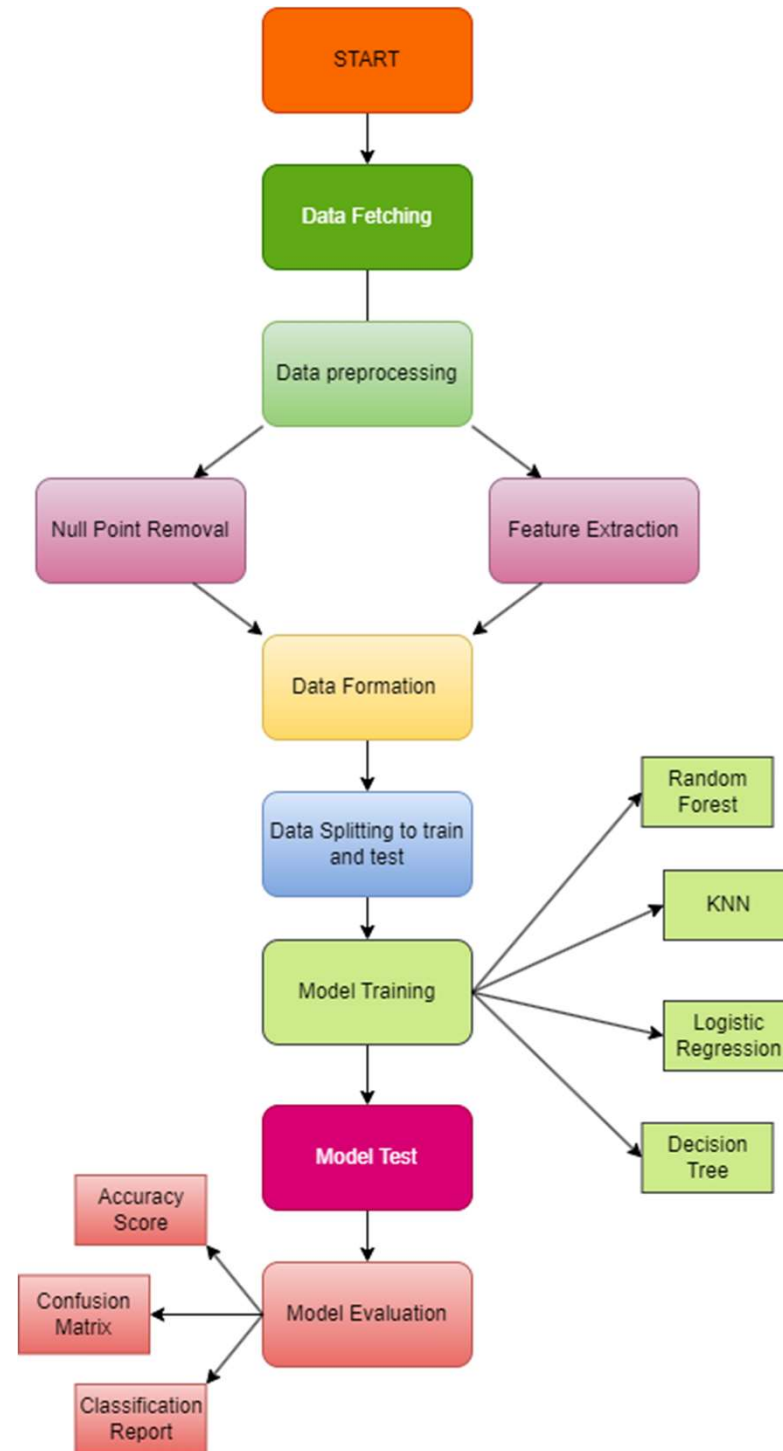 START
Data Fetching
Data preprocessing
Null Point Removal
Feature Extraction
Data Formation
Data Splitting to train
and test
Random
Forest
KNN
Model Training
Logistic
Regression
Decision
Tree
Model Test
Accuracy
Score
Confusion
Matrix
Model Evaluation
Classification
Report